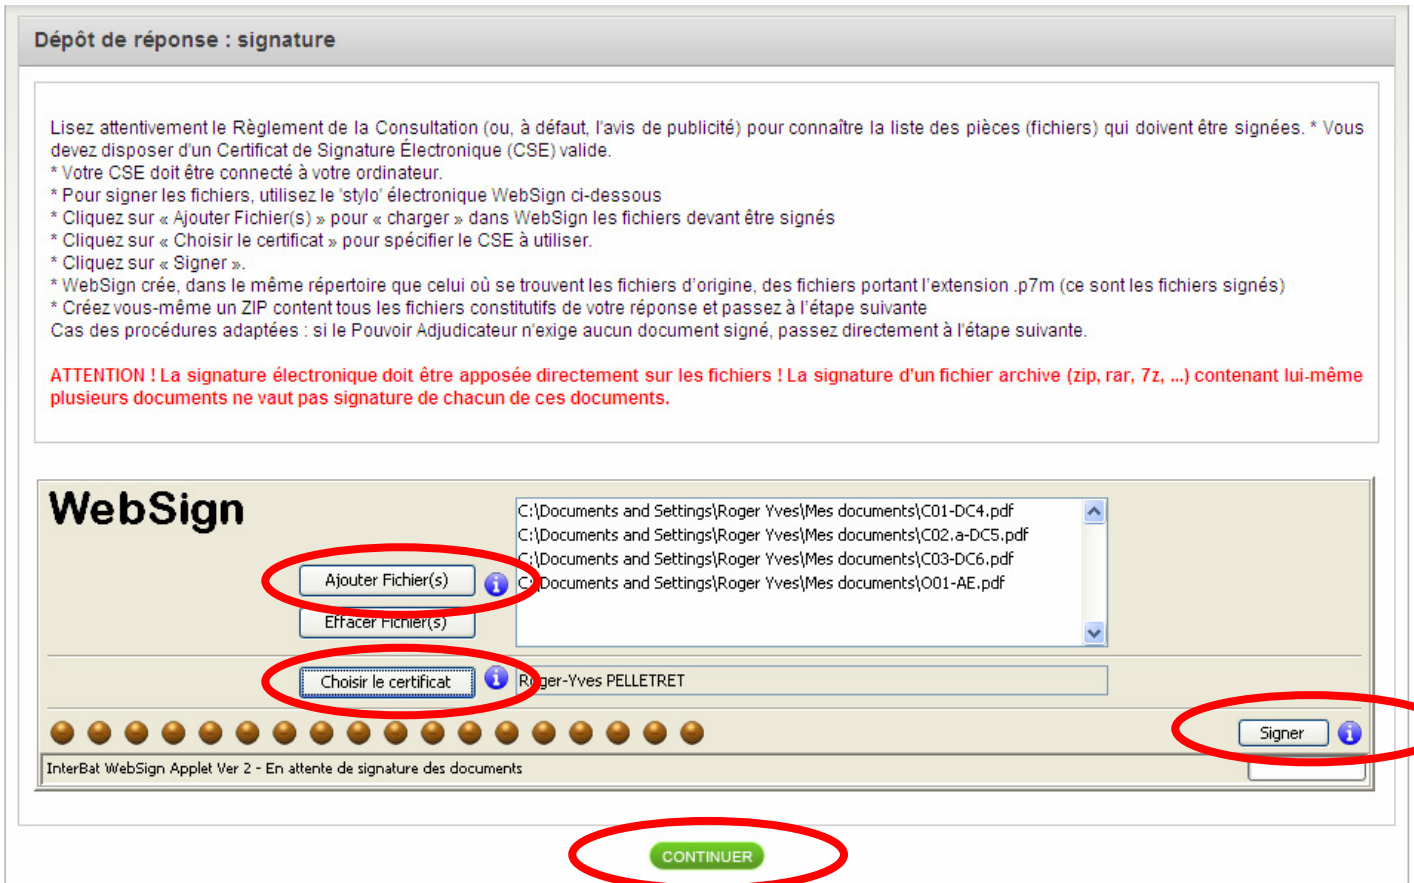 Dépôt de réponse : signature
Lisez attentivement le Règlement de la Consultation (ou, à défaut, l'avis de publicité) pour connaître la liste des pièces (fichiers) qui doivent être signées. * Vous
devez disposer d'un Certificat de Signature Électronique (CSE) valide.
* Votre CSE doit être connecté à votre ordinateur.
* Pour signer les fichiers, utilisez le 'stylo' électronique WebSign ci-dessous
* Cliquez sur « Ajouter Fichier(s) » pour « charger » dans WebSign les fichiers devant être signés
* Cliquez sur « Choisir le certificat » pour spécifier le CSE à utiliser.
* Cliquez sur « Signer ».
* WebSign crée, dans le même répertoire que celui où se trouvent les fichiers d'origine, des fichiers portant l'extension .p7m (ce sont les fichiers signés)
* Créez vous-même un ZIP content tous les fichiers constitutifs de votre réponse et passez à l'étape suivante
Cas des procédures adaptées : si le Pouvoir Adjudicateur n'exige aucun document signé, passez directement à l'étape suivante.
ATTENTION ! La signature électronique doit être apposée directement sur les fichiers ! La signature d'un fichier archive (zip, rar, 7z, ...) contenant lui-même
plusieurs documents ne vaut pas signature de chacun de ces documents.
WebSign
C:\Documents and Settings\Roger Yves\Mes documents\C01-DC4.pdf
C:\Documents and Settings\Roger Yves\Mes documents\C02.a-DC5.pdf
C:\Documents and Settings\Roger Yves\Mes documents\C03-DC6.pdf
C:\Documents and Settings\Roger Yves\Mes documents\O01-AE.pdf
Ajouter Fichier(s)
Effacer Fichier(s)
Choisir le certificat
Roger-Yves PELLETRET
Signer
InterBat WebSign Applet Ver 2 - En attente de signature des documents
CONTINUER